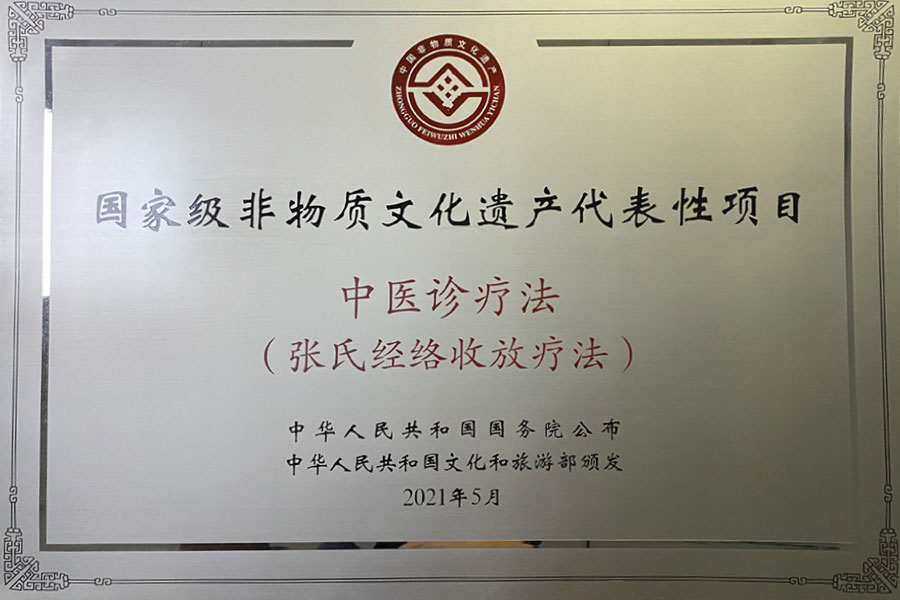 中国非物质文化遗产
ZHONGGUO FEIWUZHI WENHUA YICHAN
国家级非物质文化遗产代表性项目
中医诊疗法
（张氏经络收放疗法）
中华人民共和国国务院公布
中华人民共和国文化和旅游部颁发
2021年5月